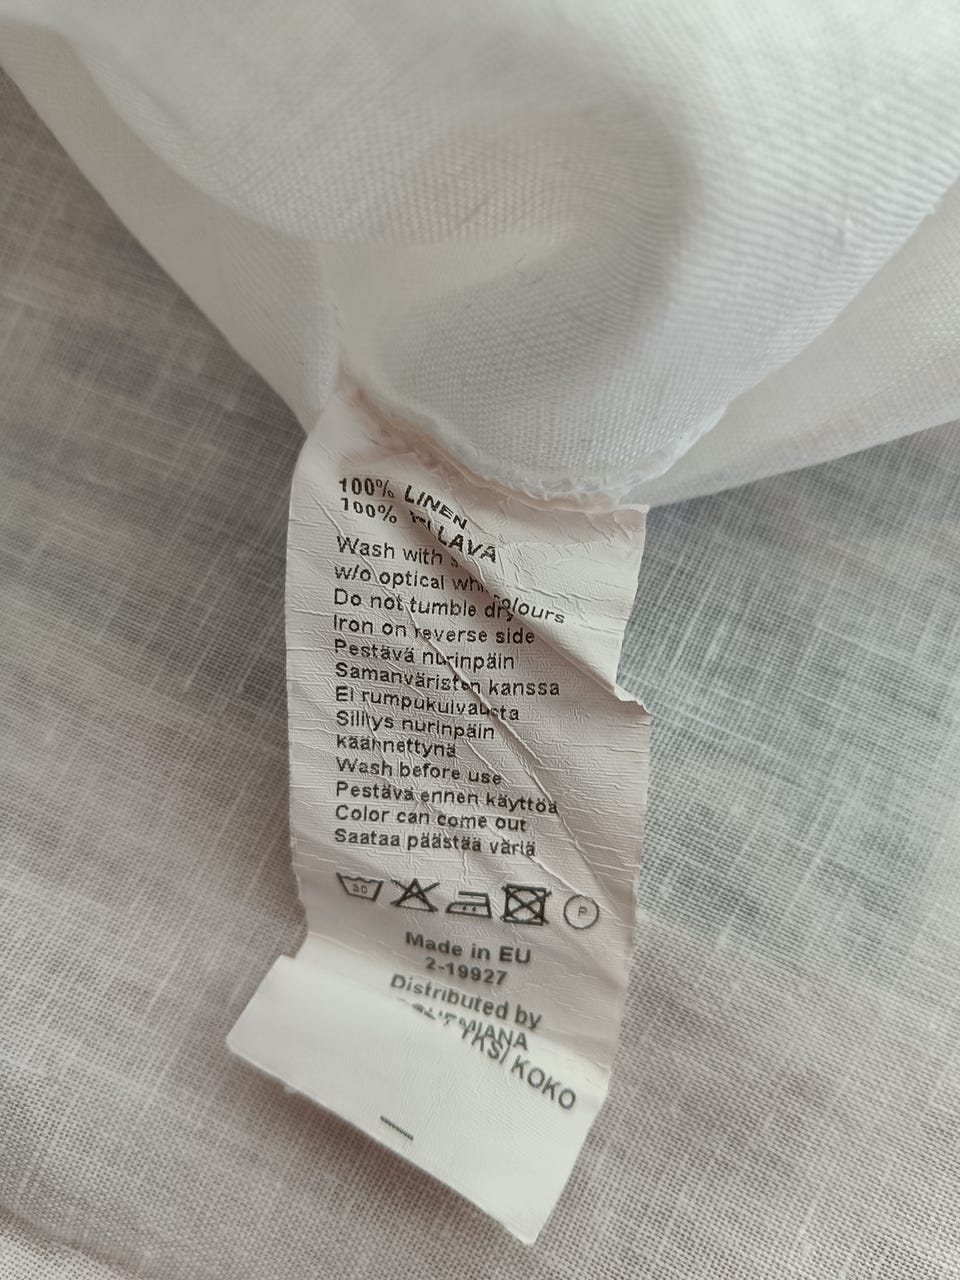 100% LINEN
100% PELLAVA
Wash with
w/o optical
colours
Do not tumble dry
Iron on reverse side
Pestävä nurinpäin
Samanväristen kanssa
Ei rumpukuivausta
Silitys nurinpäin
käännettynä
Wash before use
Pestävä ennen käyttöä
Color can come out
Saataa päästää väriä
30
P
Made in EU
2-19927
Distributed by
YKSI KOKO